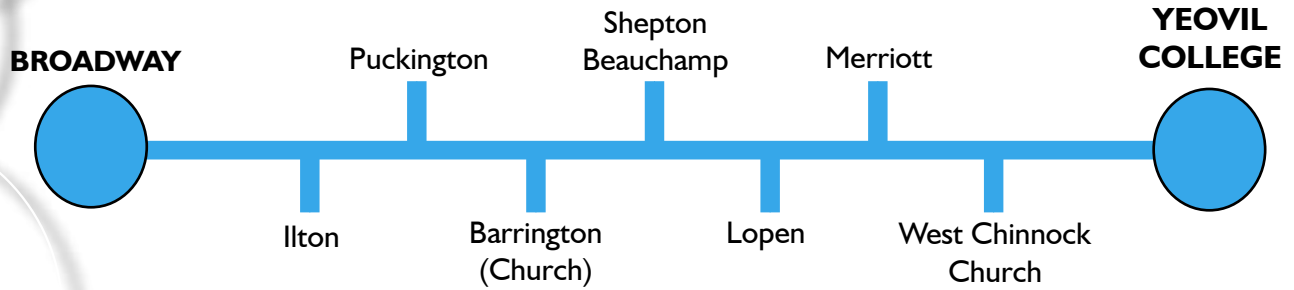 BROADWAY
Ilton
Puckington
Barrington
(Church)
Shepton
Beauchamp
Lopen
Merriott
West Chinnock
Church
YEOVIL
COLLEGE